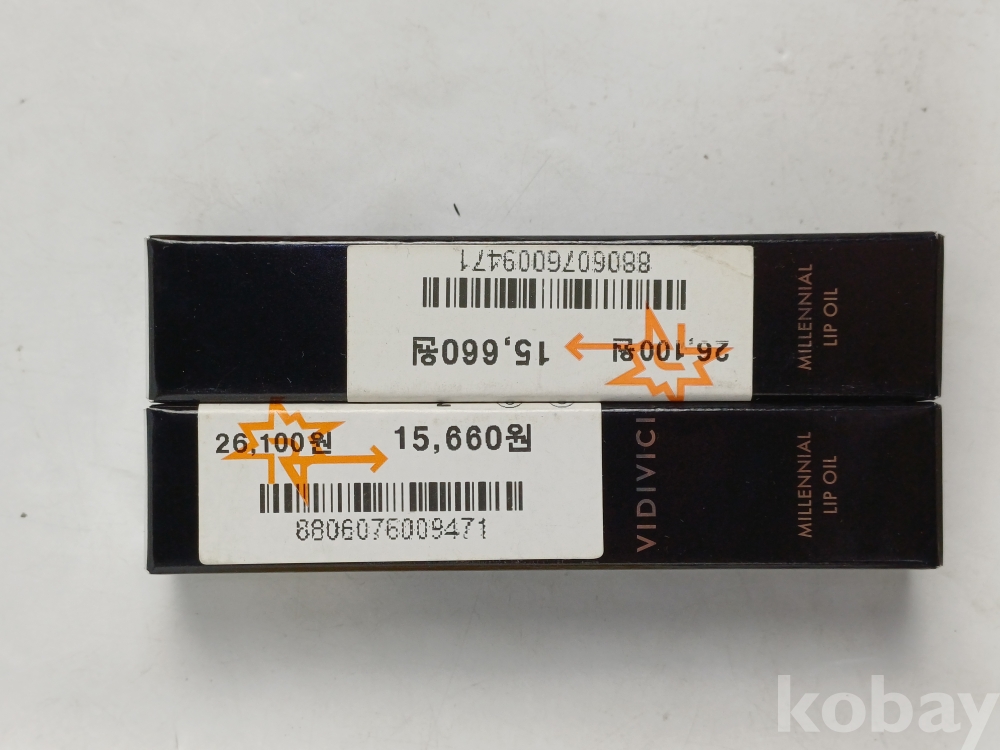 8806076009471
26,100원 15,660원
MILLENNIAL
LIP OIL
26,100원 15,660원
8806076009471
VIDIVICI
MILLENNIAL
LIP OIL
kobay